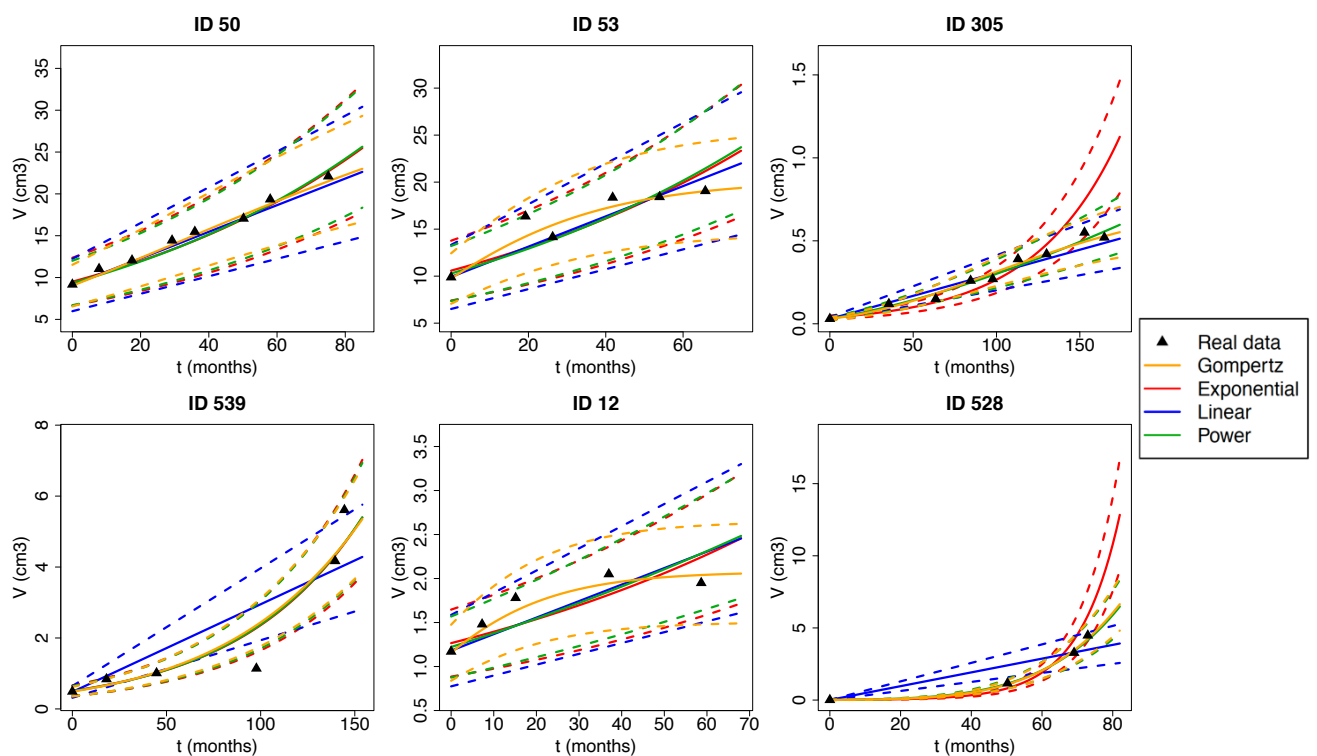 ID 50
V (cm3)
35
30
25
20
15
10
5
0 20 40 60 80
t (months)
ID 53
V (cm3)
30
25
20
15
10
5
0 20 40 60
t (months)
ID 305
V (cm3)
1.5
1.0
0.5
0.0
0 50 100 150
t (months)
Real data
Gompertz
Exponential
Linear
Power
ID 539
V (cm3)
8
6
4
2
0
0 50 100 150
t (months)
ID 12
V (cm3)
3.5
3.0
2.5
2.0
1.5
1.0
0.5
0 10 20 30 40 50 60 70
t (months)
ID 528
V (cm3)
15
10
5
0
0 20 40 60 80
t (months)